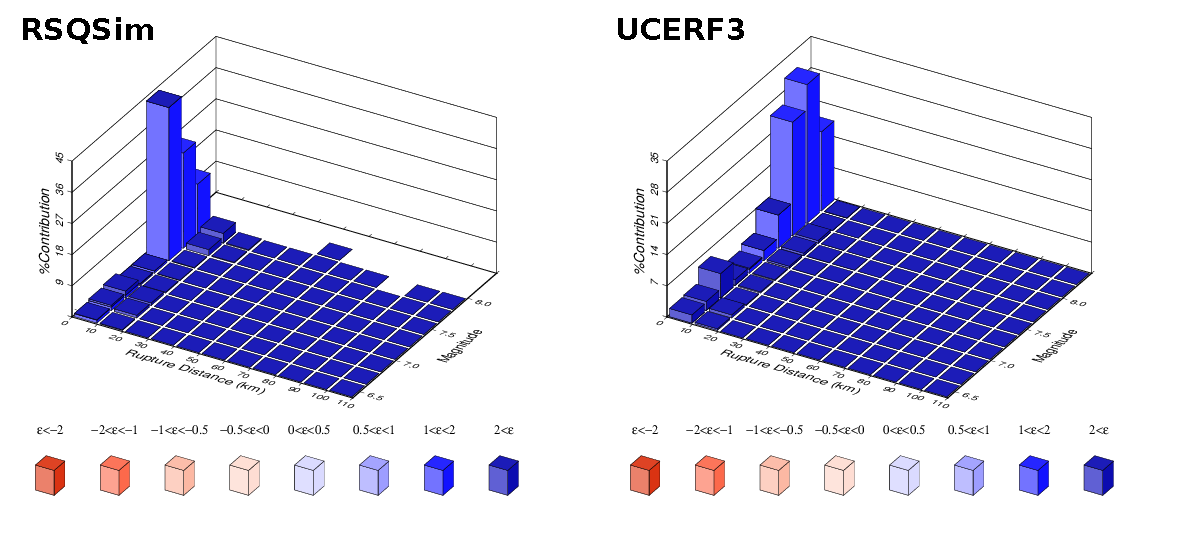 RSQSim
%Contribution
45
36
27
18
9
0
10
20
30
40
50
60
70
80
90
100
110
Rupture Distance (km)
6.5
7.0
7.5
8.0
Magnitude
ε<−2
−2<ε<−1
−1<ε<−0.5
−0.5<ε<0
0<ε<0.5
0.5<ε<1
1<ε<2
2<ε
UCERF3
%Contribution
35
28
21
14
7
0
10
20
30
40
50
60
70
80
90
100
110
Rupture Distance (km)
6.5
7.0
7.5
8.0
Magnitude
ε<−2
−2<ε<−1
−1<ε<−0.5
−0.5<ε<0
0<ε<0.5
0.5<ε<1
1<ε<2
2<ε